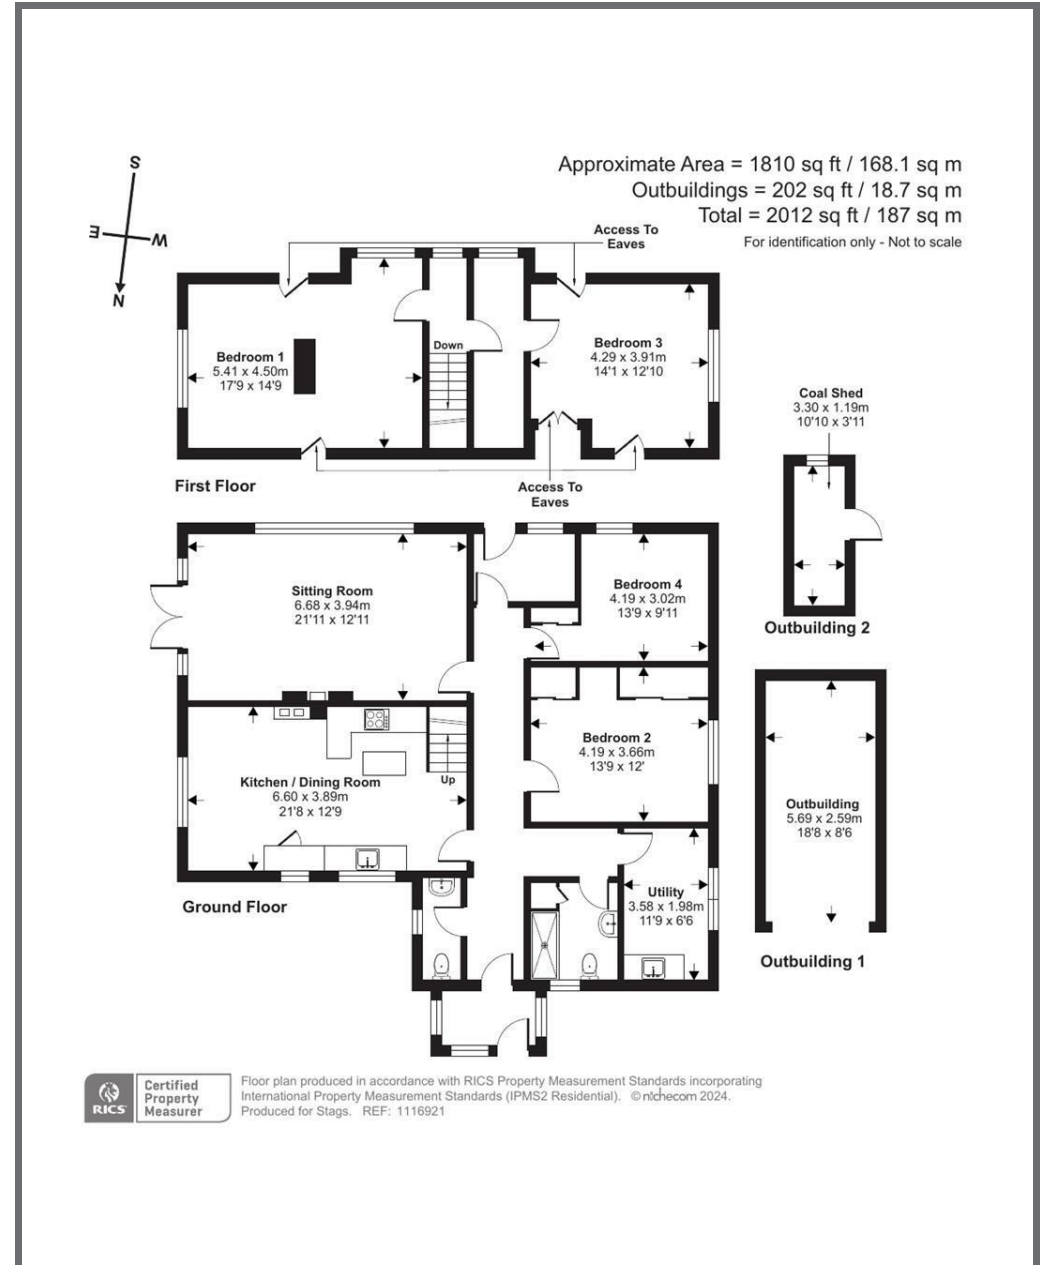 S
E
W
N
Approximate Area = 1810 sq ft / 168.1 sq m
Outbuildings = 202 sq ft / 18.7 sq m
Total = 2012 sq ft / 187 sq m
For identification only - Not to scale
Access To
Eaves
Bedroom 1
5.41 x 4.50m
17'9 x 14'9
Down
Bedroom 3
4.29 x 3.91m
14'1 x 12'10
First Floor
Access To
Eaves
Coal Shed
3.30 x 1.19m
10'10 x 3'11
Outbuilding 2
Sitting Room
6.68 x 3.94m
21'11 x 12'11
Bedroom 4
4.19 x 3.02m
13'9 x 9'11
Bedroom 2
4.19 x 3.66m
13'9 x 12'
Kitchen / Dining Room
6.60 x 3.89m
21'8 x 12'9
Up
Utility
3.58 x 1.98m
11'9 x 6'6
Ground Floor
Outbuilding
5.69 x 2.59m
18'8 x 8'6
Outbuilding 1
RICS
Certified
Property
Measurer
Floor plan produced in accordance with RICS Property Measurement Standards incorporating
International Property Measurement Standards (IPMS2 Residential). © nichecom 2024.
Produced for Stags. REF: 1116921